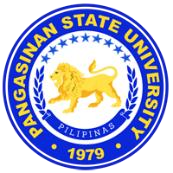 PANGASINAN STATE UNIVERSITY
PILIPINAS
• 1979 •